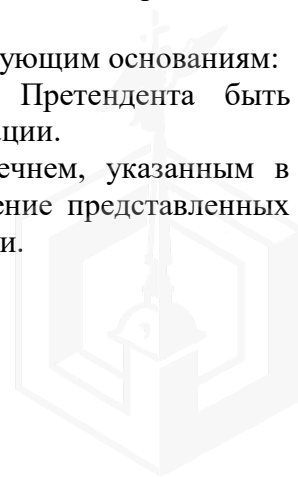 ующим основаниям:
Претендента быть
ации.
ечнем, указанным в
ение представленных
и.